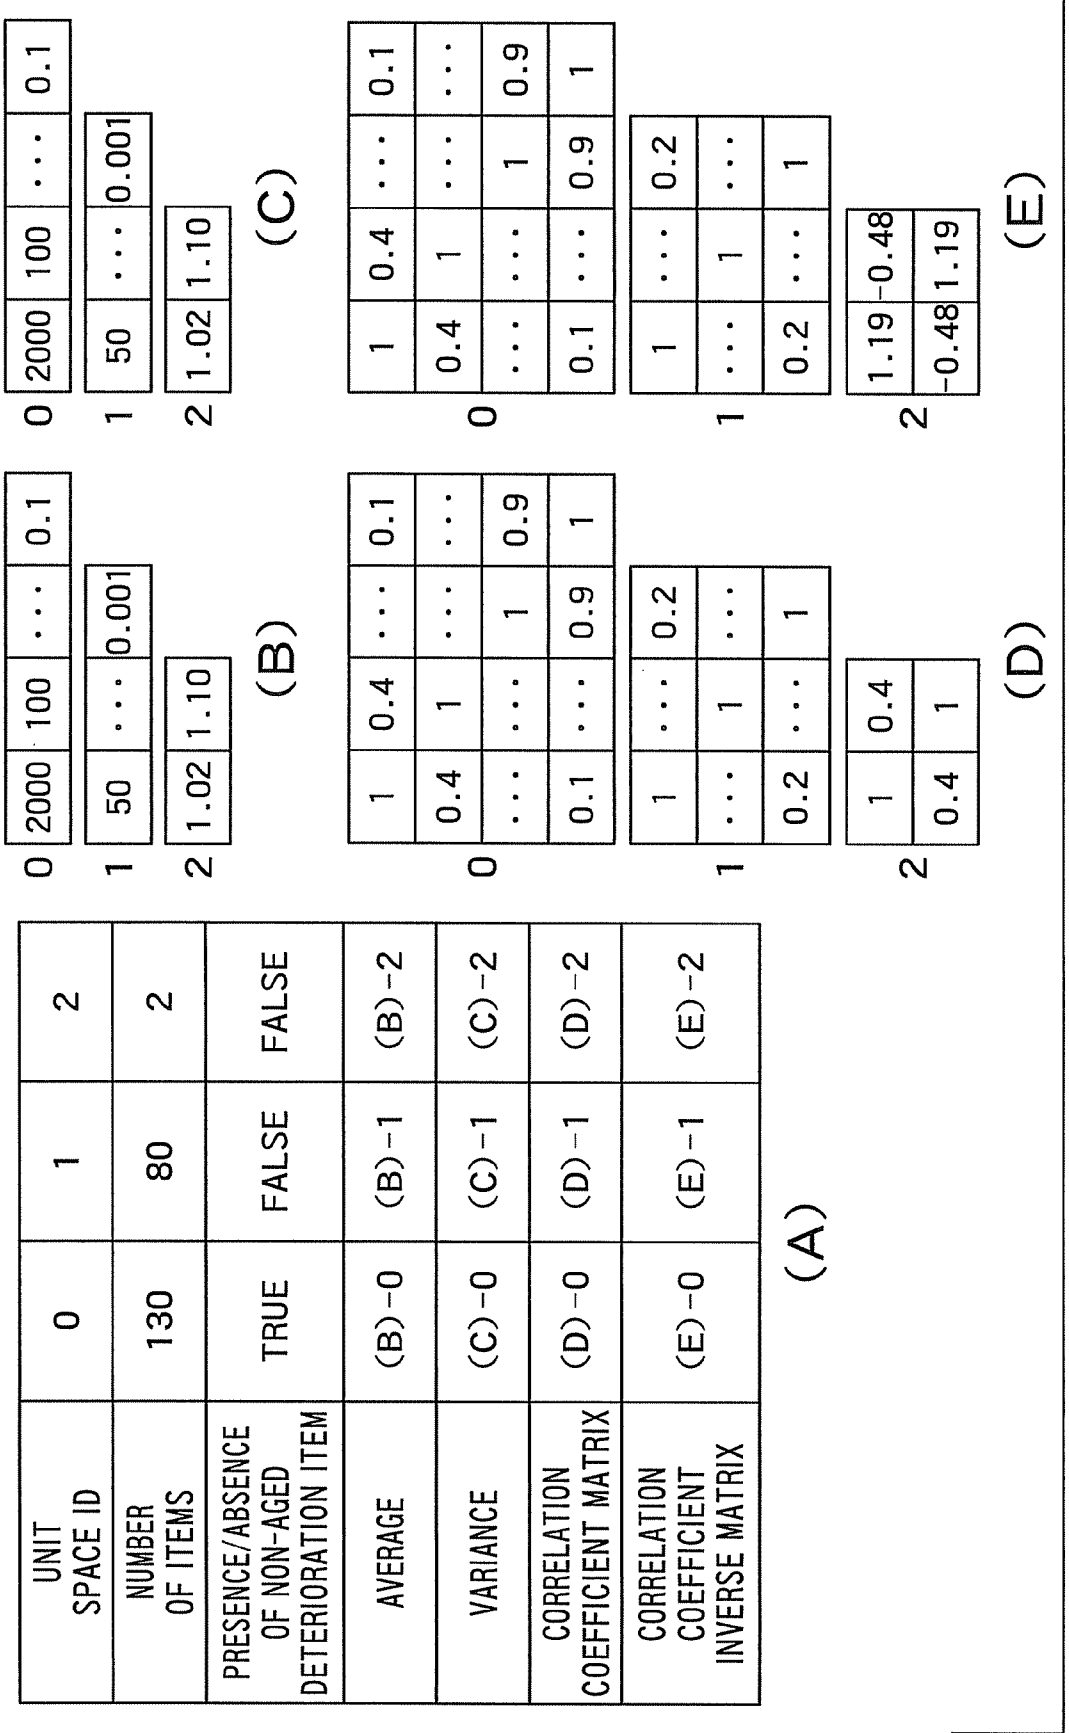 UNIT
SPACE ID 0 1 2
NUMBER
OF ITEMS 130 80 2
PRESENCE/ABSENCE
OF NON-AGED
DETERIORATION ITEM TRUE FALSE FALSE
AVERAGE (B)-0 (B)-1 (B)-2
VARIANCE (C)-0 (C)-1 (C)-2
CORRELATION
COEFFICIENT MATRIX (D)-0 (D)-1 (D)-2
CORRELATION
COEFFICIENT
INVERSE MATRIX (E)-0 (E)-1 (E)-2
(A)
0 2000 100 ... 0.1
1 50 ... 0.001
2 1.02 1.10
(B)
0 2000 100 ... 0.1
1 50 ... 0.001
2 1.02 1.10
(C)
0
1 0.4 ... 0.1
0.4 1 ... ...
... ... 1 0.9
0.1 ... 0.9 1
1
1 ... 0.2
... 1 ...
0.2 ... 1
2
1 0.4
0.4 1
(D)
0
1 0.4 ... 0.1
0.4 1 ... ...
... ... 1 0.9
0.1 ... 0.9 1
1
1 ... 0.2
... 1 ...
0.2 ... 1
2
1.19 -0.48
-0.48 1.19
(E)